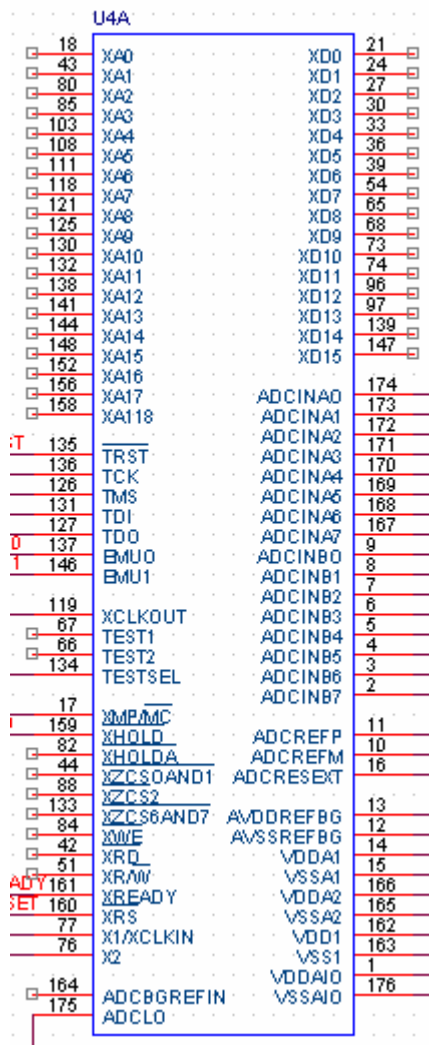 U4A
18 XA0 XD0 21
43 XA1 XD1 24
80 XA2 XD2 27
85 XA3 XD3 30
103 XA4 XD4 33
108 XA5 XD5 36
111 XA6 XD6 39
118 XA7 XD7 54
121 XA8 XD8 65
125 XA9 XD9 68
130 XA10 XD10 73
132 XA11 XD11 74
138 XA12 XD12 96
141 XA13 XD13 97
144 XA14 XD14 139
148 XA15 XD15 147
152 XA16
156 XA17 ADCINA0 174
158 XA118 ADCINA1 173
ADCINA2 172
135 TRST ADCINA3 171
136 TCK ADCINA4 170
126 TMS ADCINA5 169
131 TDI ADCINA6 168
127 TDO ADCINA7 167
137 EMU0 ADCINB0 9
146 EMU1 ADCINB1 8
ADCINB2 7
119 XCLKOUT ADCINB3 6
67 TEST1 ADCINB4 5
66 TEST2 ADCINB5 4
134 TESTSEL ADCINB6 3
ADCINB7 2
17 XMP/MC
159 XHOLD ADCREFP 11
82 XHOLDA ADCREFM 10
44 XZCS0AND1 ADCRESEXT 16
88 XZCS2
133 XZCS6AND7 AVDDREFBG 13
84 XWE AVSSREFBG 12
42 XRD VDDA1 14
51 XR/W VSSA1 15
ADY 161 XREADY VDDA2 166
SET 160 XRS VSSA2 165
77 X1/XCLKIN VDD1 162
76 X2 VSS1 163
VDDAIO 1
164 ADCBGREFIN VSSAIO 176
175 ADCLO